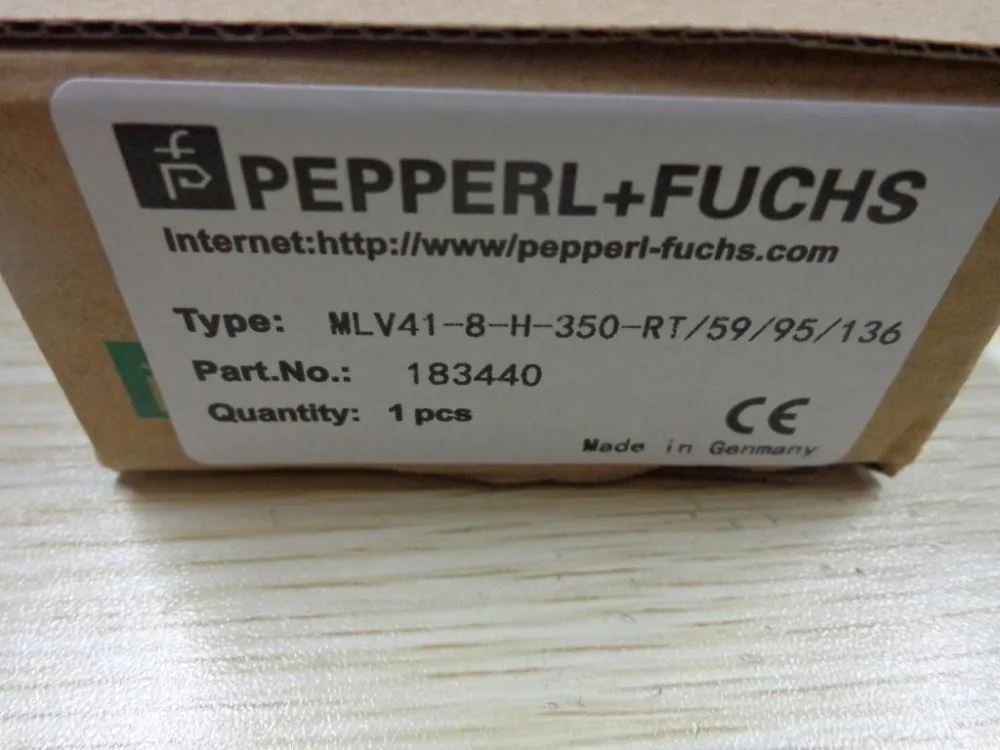 PEPPERL+FUCHS
Internet:http://www/pepperl-fuchs.com
Type: MLV41-8-H-350-RT/59/95/136
Part.No.: 183440
Quantity: 1 pcs
CE
Made in Germany